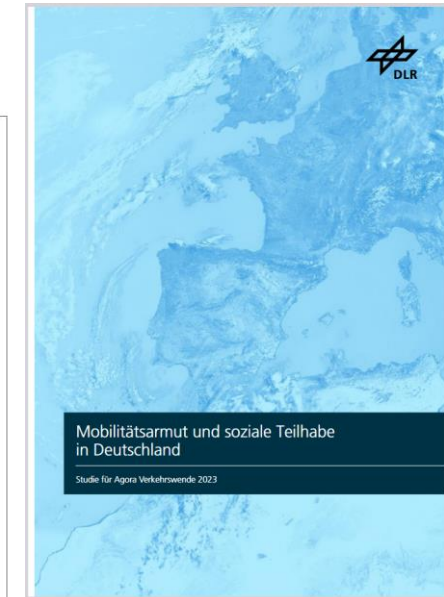 DLR
Mobilitätsarmut und soziale Teilhabe
in Deutschland
Studie für Agora Verkehrswende 2023